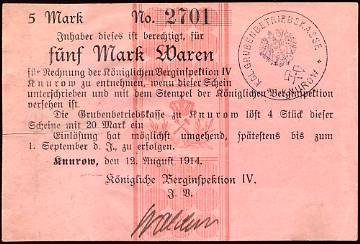 5 Mark No. 2701
Inhaber dieses ist berechtigt, für
fünf Mark Waren
für Rechnung der Königlichen Berginspektion IV
Knurow zu entnehmen, wenn dieser Schein
unterschrieben und mit dem Stempel der Königlichen Berginspektion
versehen ist.
Die Grubenbetriebskasse zu Knurow löst 4 Stück dieser
Scheine mit 20 Mark ein
Einlösung hat möglichst umgehend, spätestens bis zum
1. September d. J. zu erfolgen.
Knurow, den 12. August 1914.
Königliche Berginspektion IV.
J. V.
KGL. GRUBENBETRIEBSKASSE
KNUROW